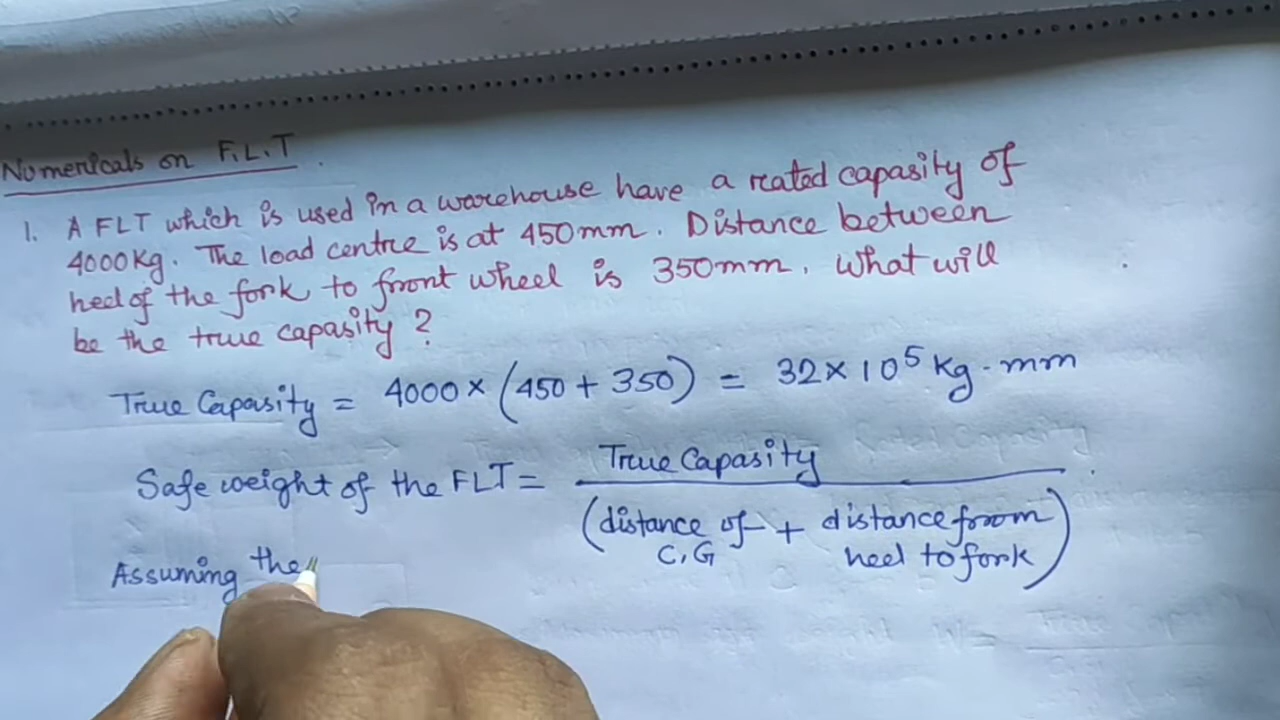 Numericals on F.L.T.
1. A FLT which is used in a warehouse have a rated capasity of
4000Kg. The load centre is at 450mm. Distance between
heel of the fork to front wheel is 350mm. What will
be the true capasity?
True Capasity = 4000 × (450 + 350) = 32 × 10⁵ Kg.mm
Safe weight of the FLT = True Capasity
(distance of + distance from
C.G heel to fork)
Assuming the